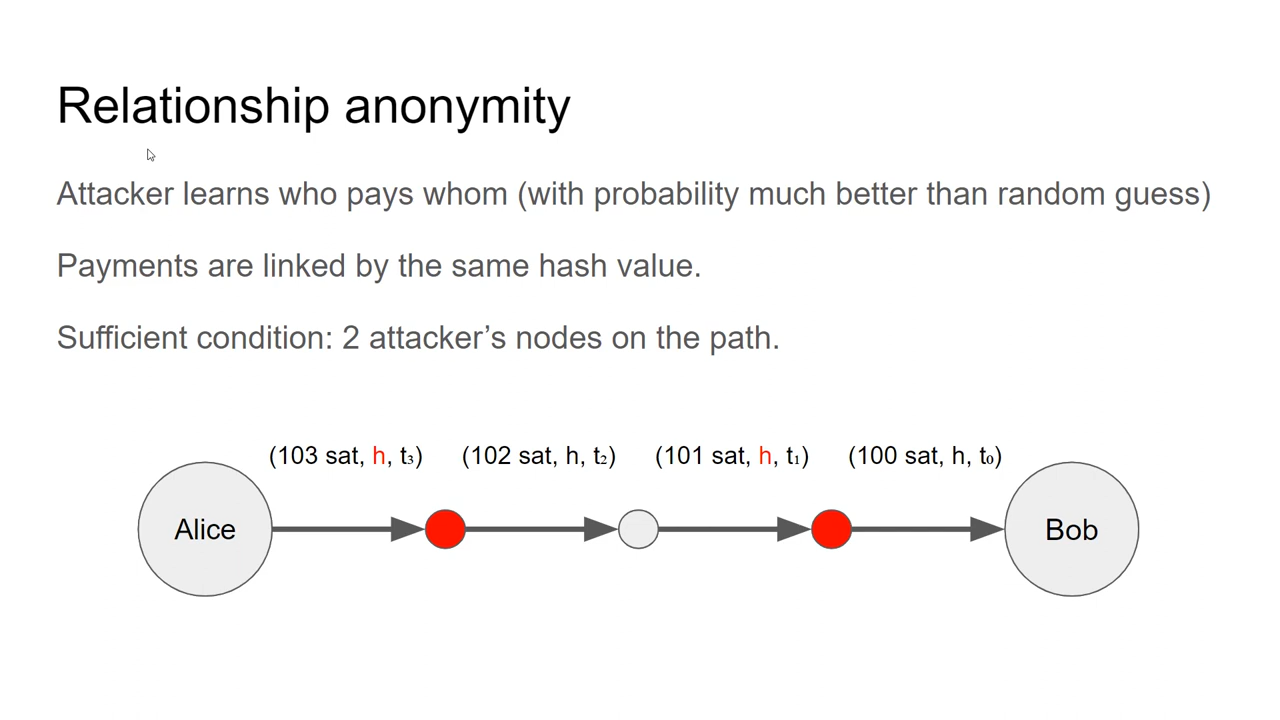 Relationship anonymity
Attacker learns who pays whom (with probability much better than random guess)
Payments are linked by the same hash value.
Sufficient condition: 2 attacker’s nodes on the path.
(103 sat, h, t₃) (102 sat, h, t₂) (101 sat, h, t₁) (100 sat, h, t₀)
Alice Bob